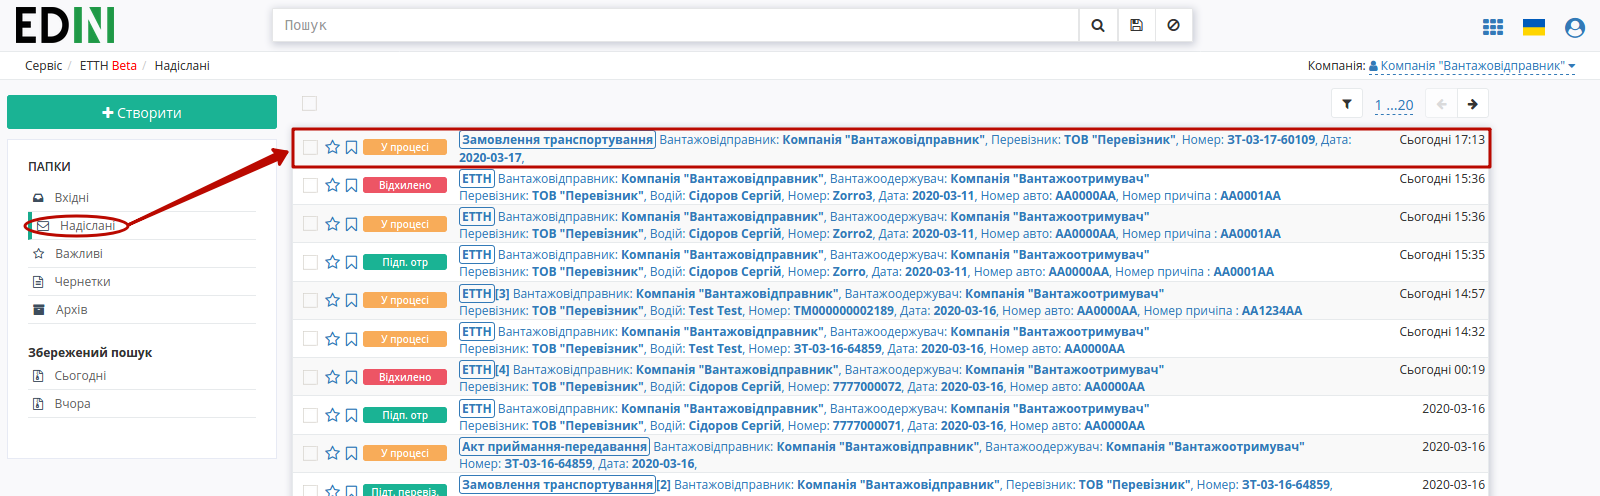 EDIN
Пошук
Сервіс / ЕТТН Beta / Надіслані
Компанія: Компанія "Вантажовідправник"
Створити
1 ...20
ПАПКИ
Вхідні
Надіслані
Важливі
Чернетки
Архів
Збережений пошук
Сьогодні
Вчора
У процесі Замовлення транспортування Вантажовідправник: Компанія "Вантажовідправник", Перевізник: ТОВ "Перевізник", Номер: ЗТ-03-17-60109, Дата: Сьогодні 17:13
2020-03-17,
Відхилено ЕТТН Вантажовідправник: Компанія "Вантажовідправник", Вантажоодержувач: Компанія "Вантажоотримувач" Сьогодні 15:36
Перевізник: ТОВ "Перевізник", Водій: Сідоров Сергій, Номер: Zorro3, Дата: 2020-03-11, Номер авто: AA0000AA, Номер причіпа : AA0001AA
У процесі ЕТТН Вантажовідправник: Компанія "Вантажовідправник", Вантажоодержувач: Компанія "Вантажоотримувач" Сьогодні 15:36
Перевізник: ТОВ "Перевізник", Водій: Сідоров Сергій, Номер: Zorro2, Дата: 2020-03-11, Номер авто: AA0000AA, Номер причіпа : AA0001AA
Підп. отр ЕТТН Вантажовідправник: Компанія "Вантажовідправник", Вантажоодержувач: Компанія "Вантажоотримувач" Сьогодні 15:35
Перевізник: ТОВ "Перевізник", Водій: Сідоров Сергій, Номер: Zorro, Дата: 2020-03-11, Номер авто: AA0000AA, Номер причіпа : AA0001AA
У процесі ЕТТН [3] Вантажовідправник: Компанія "Вантажовідправник", Вантажоодержувач: Компанія "Вантажоотримувач" Сьогодні 14:57
Перевізник: ТОВ "Перевізник", Водій: Test Test, Номер: TM000000002189, Дата: 2020-03-16, Номер авто: AA0000AA, Номер причіпа : AA1234AA
У процесі ЕТТН Вантажовідправник: Компанія "Вантажовідправник", Вантажоодержувач: Компанія "Вантажоотримувач" Сьогодні 14:32
Перевізник: ТОВ "Перевізник", Водій: Test Test, Номер: ЗТ-03-16-64859, Дата: 2020-03-16, Номер авто: AA0000AA
Відхилено ЕТТН [4] Вантажовідправник: Компанія "Вантажовідправник", Вантажоодержувач: Компанія "Вантажоотримувач" Сьогодні 00:19
Перевізник: ТОВ "Перевізник", Водій: Сідоров Сергій, Номер: 7777000072, Дата: 2020-03-16, Номер авто: AA0000AA
Підп. отр ЕТТН Вантажовідправник: Компанія "Вантажовідправник", Вантажоодержувач: Компанія "Вантажоотримувач" 2020-03-16
Перевізник: ТОВ "Перевізник", Водій: Сідоров Сергій, Номер: 7777000071, Дата: 2020-03-16, Номер авто: AA0000AA
У процесі Акт приймання-передавання Вантажовідправник: Компанія "Вантажовідправник", Вантажоодержувач: Компанія "Вантажоотримувач" 2020-03-16
Номер: ЗТ-03-16-64859, Дата: 2020-03-16,
Підт. перевіз. Замовлення транспортування [2] Вантажовідправник: Компанія "Вантажовідправник", Перевізник: ТОВ "Перевізник", Номер: ЗТ-03-16-64859, 2020-03-16